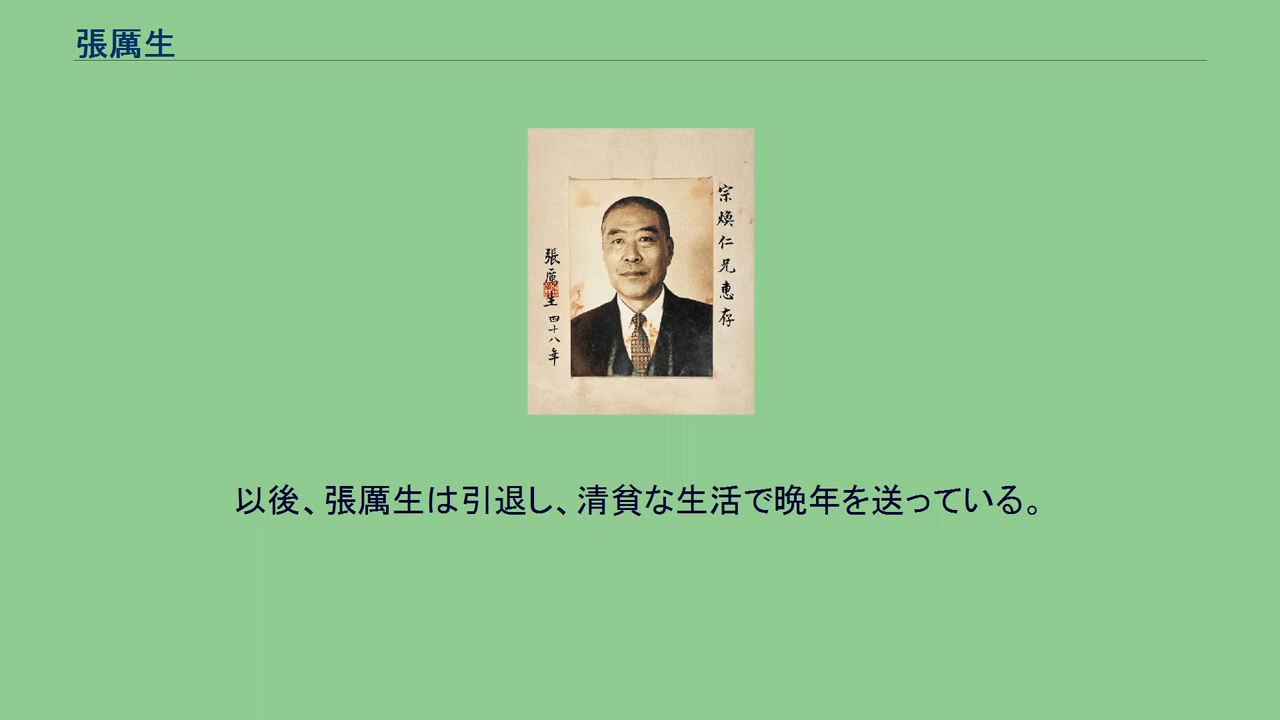 張厲生
宗煥仁兄惠存
張厲生 四十八年
以後、張厲生は引退し、清貧な生活で晩年を送っている。